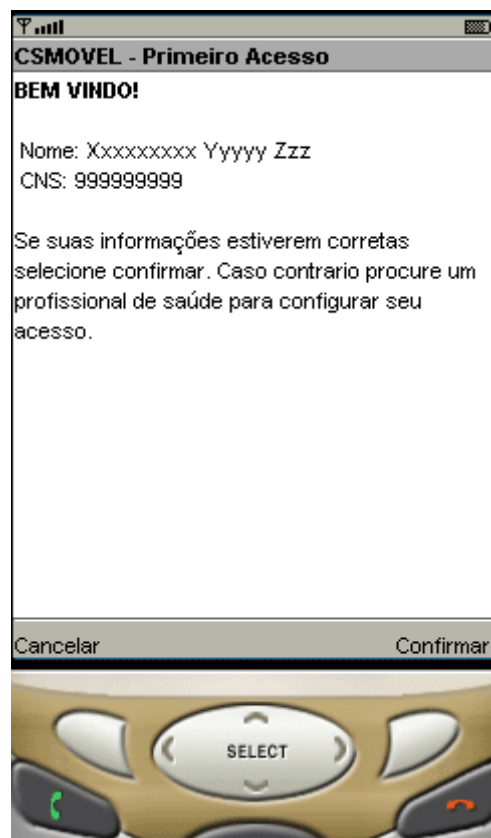 CSMOVEL - Primeiro Acesso
BEM VINDO!
Nome: Xxxxxxxxx Yyyyy Zzz
CNS: 999999999
Se suas informações estiverem corretas
selecione confirmar. Caso contrario procure um
profissional de saúde para configurar seu
acesso.
Cancelar Confirmar
SELECT